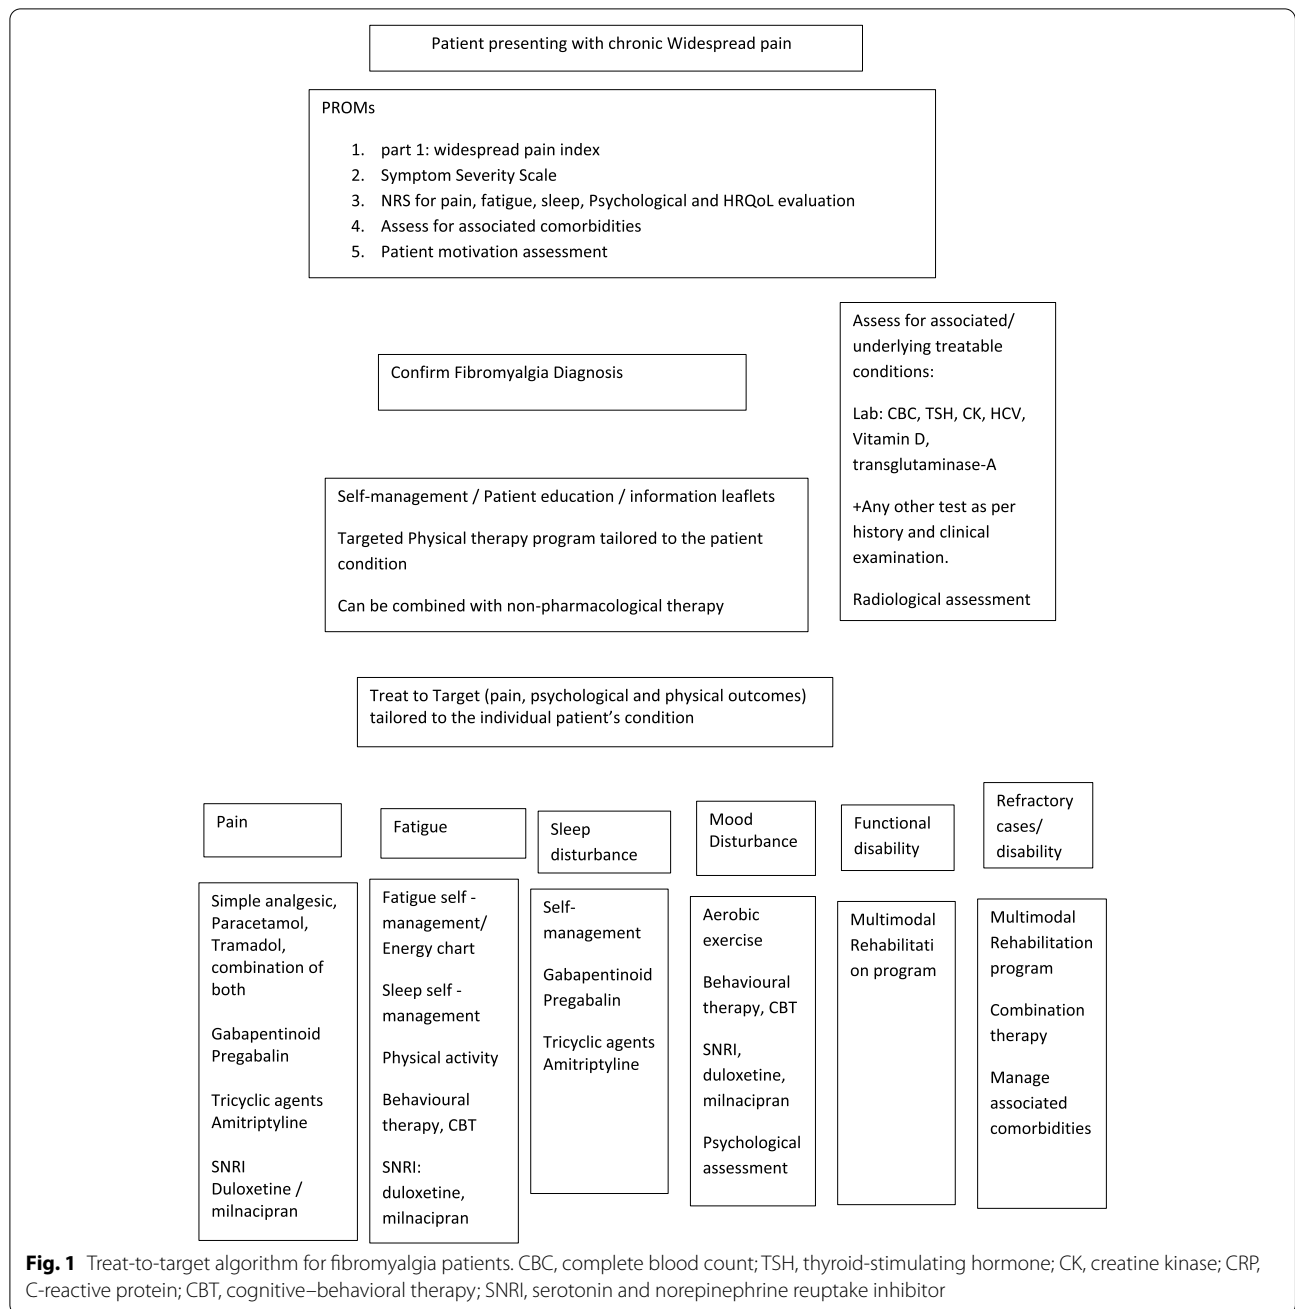 Patient presenting with chronic Widespread pain
PROMs
1. part 1: widespread pain index
2. Symptom Severity Scale
3. NRS for pain, fatigue, sleep, Psychological and HRQoL evaluation
4. Assess for associated comorbidities
5. Patient motivation assessment
Assess for associated/
underlying treatable
conditions:
Lab: CBC, TSH, CK, HCV,
Vitamin D,
transglutaminase-A
+Any other test as per
history and clinical
examination.
Radiological assessment
Confirm Fibromyalgia Diagnosis
Self-management / Patient education / information leaflets
Targeted Physical therapy program tailored to the patient
condition
Can be combined with non-pharmacological therapy
Treat to Target (pain, psychological and physical outcomes)
tailored to the individual patient’s condition
Pain
Simple analgesic,
Paracetamol,
Tramadol,
combination of
both
Gabapentinoid
Pregabalin
Tricyclic agents
Amitriptyline
SNRI
Duloxetine /
milnacipran
Fatigue
Fatigue self -
management/
Energy chart
Sleep self -
management
Physical activity
Behavioural
therapy, CBT
SNRI:
duloxetine,
milnacipran
Sleep
disturbance
Self-
management
Gabapentinoid
Pregabalin
Tricyclic agents
Amitriptyline
Mood
Disturbance
Aerobic
exercise
Behavioural
therapy, CBT
SNRI,
duloxetine,
milnacipran
Psychological
assessment
Functional
disability
Multimodal
Rehabilitati
on program
Refractory
cases/
disability
Multimodal
Rehabilitation
program
Combination
therapy
Manage
associated
comorbidities
Fig. 1 Treat-to-target algorithm for fibromyalgia patients. CBC, complete blood count; TSH, thyroid-stimulating hormone; CK, creatine kinase; CRP,
C-reactive protein; CBT, cognitive–behavioral therapy; SNRI, serotonin and norepinephrine reuptake inhibitor